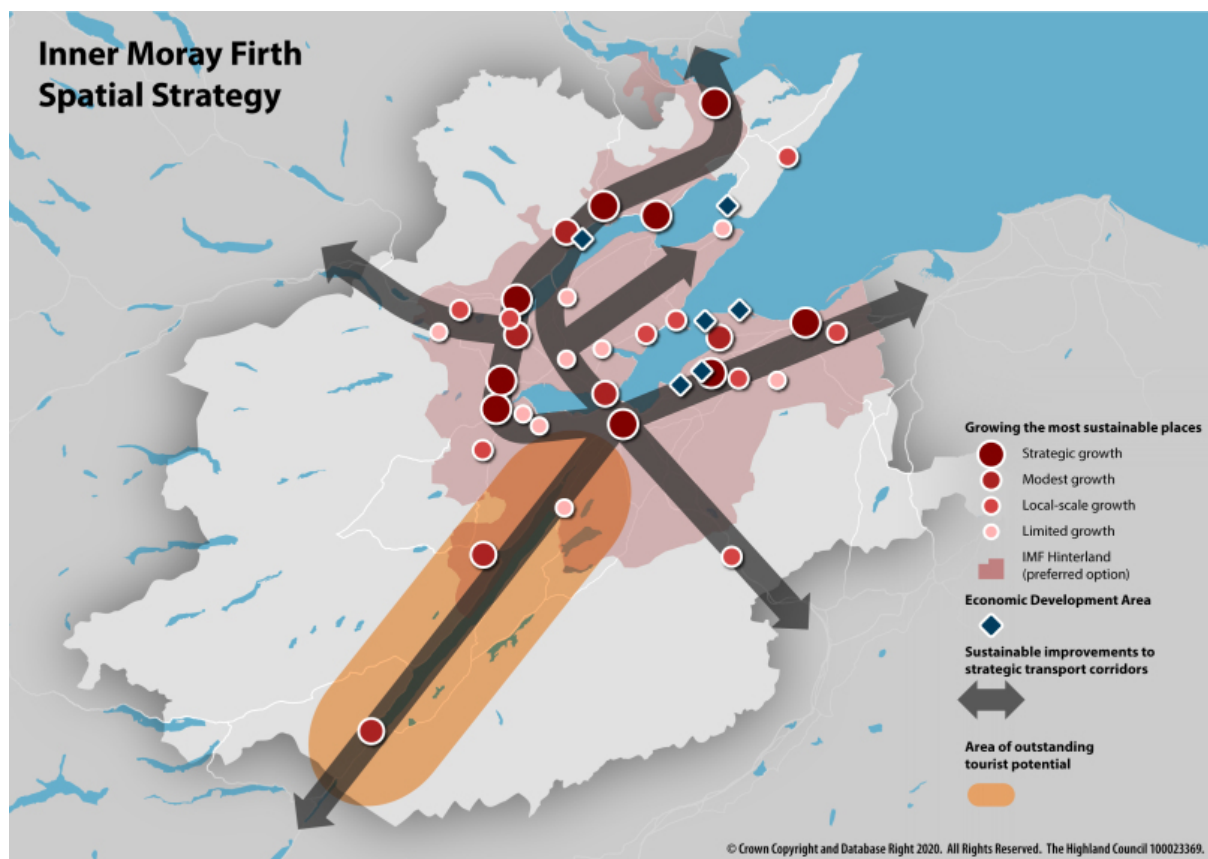 Inner Moray Firth
Spatial Strategy
Growing the most sustainable places
Strategic growth
Modest growth
Local-scale growth
Limited growth
IMF Hinterland
(preferred option)
Economic Development Area
Sustainable improvements to
strategic transport corridors
Area of outstanding
tourist potential
© Crown Copyright and Database Right 2020. All Rights Reserved. The Highland Council 100023369.